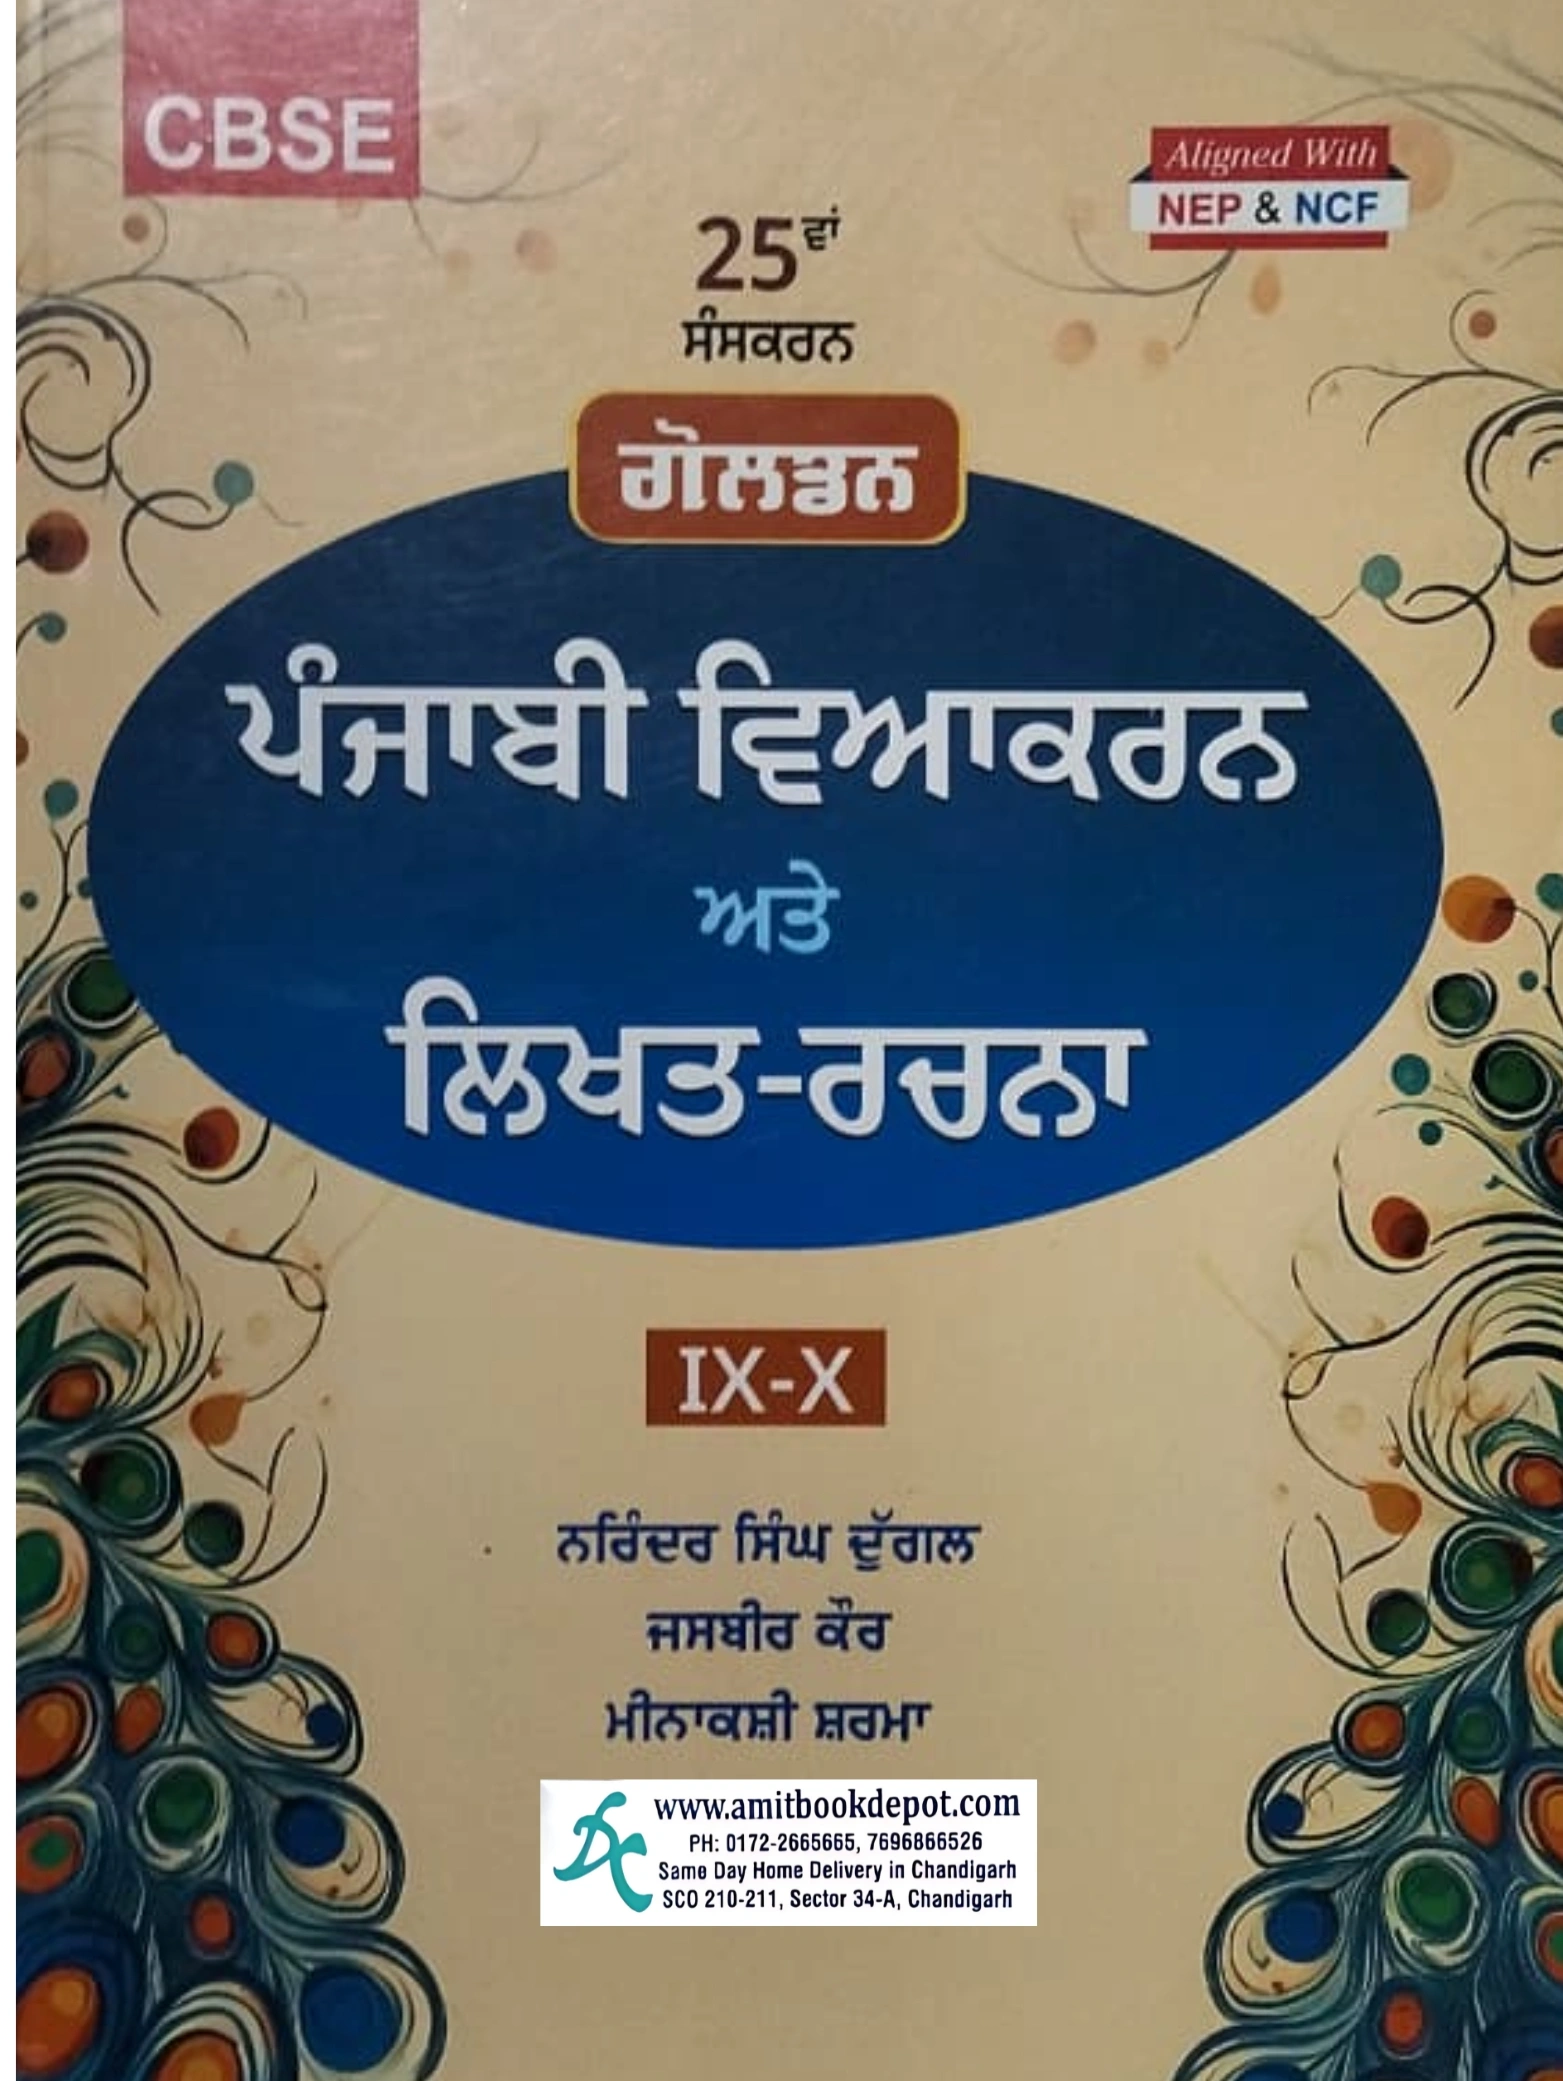 CBSE
Aligned With
NEP & NCF
25ਵਾਂ
ਸੰਸਕਰਨ
ਗੋਲਡਨ
ਪੰਜਾਬੀ ਵਿਆਕਰਨ
ਅਤੇ
ਲਿਖਤ-ਰਚਨਾ
IX-X
ਨਰਿੰਦਰ ਸਿੰਘ ਦੁੱਗਲ
ਜਸਬੀਰ ਕੌਰ
ਮੀਨਾਕਸ਼ੀ ਸ਼ਰਮਾ
www.amitbookdepot.com
PH: 0172-2665665, 7696866526
Same Day Home Delivery in Chandigarh
SCO 210-211, Sector 34-A, Chandigarh